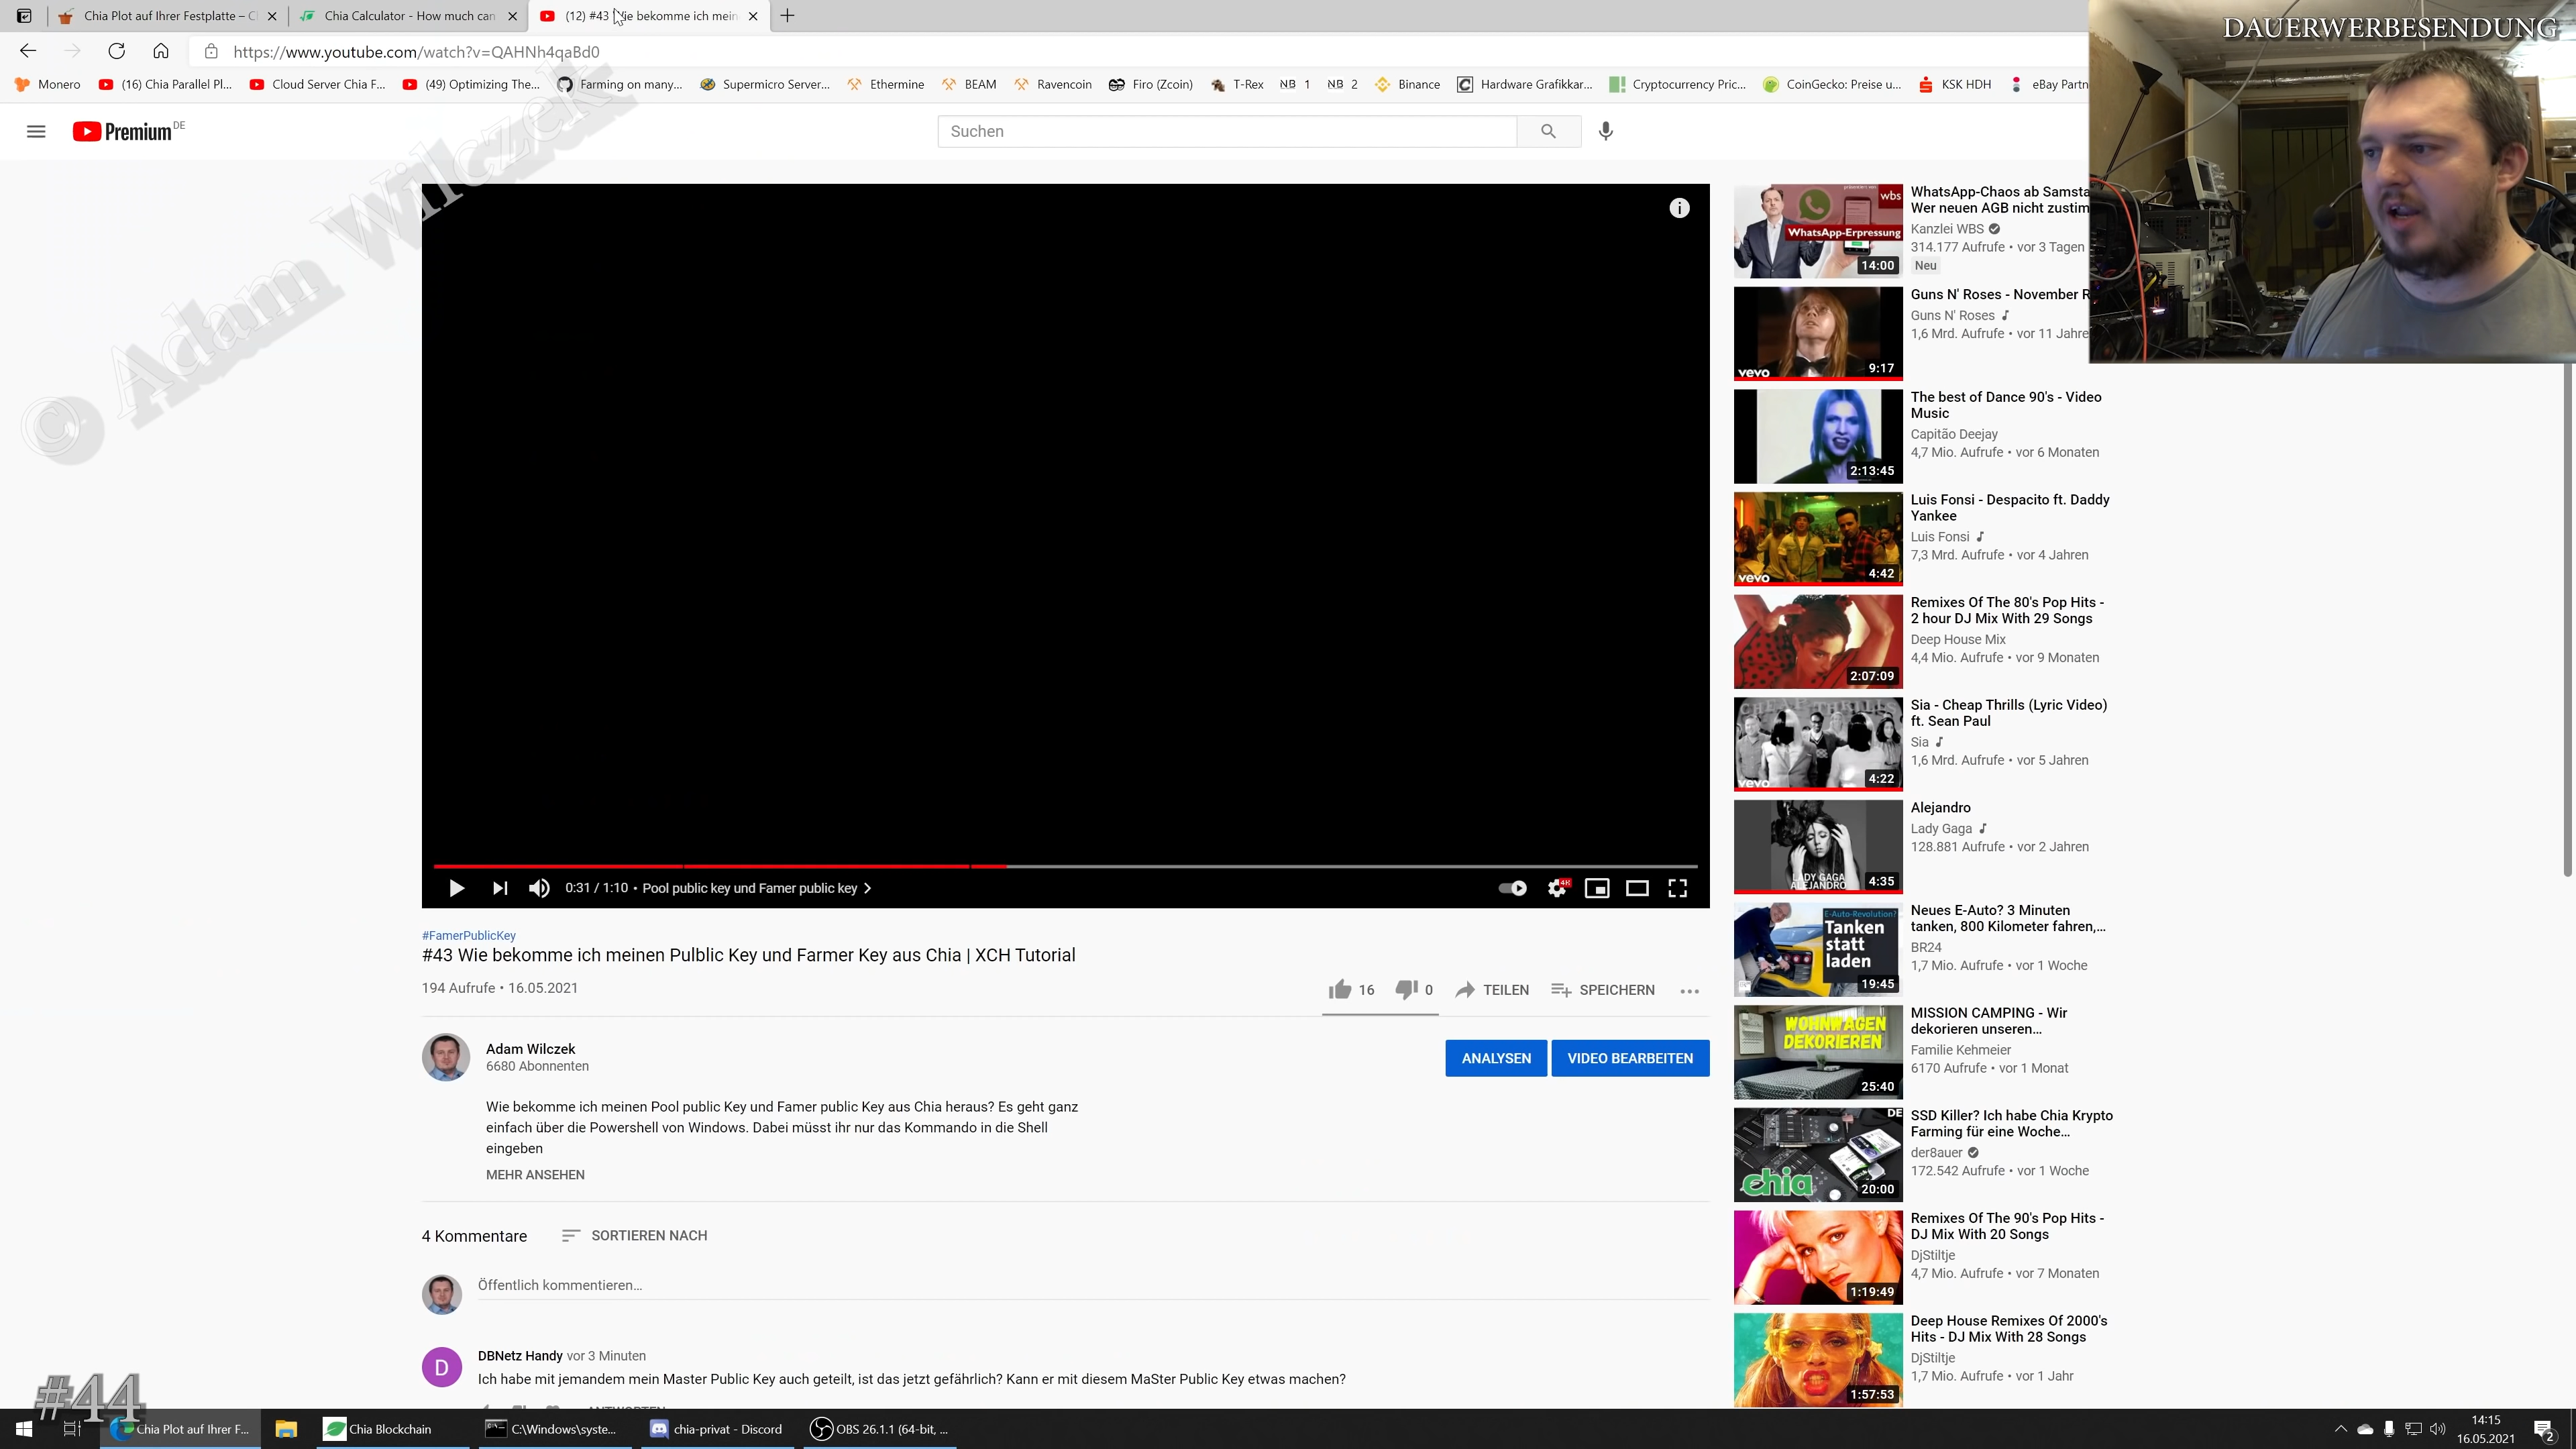 Chia Plot auf Ihrer Festplatte – C
Chia Calculator - How much can
(12) #43 Wie bekomme ich mein
DAUERWERBESENDUNG
https://www.youtube.com/watch?v=QAHNh4qaBd0
Monero
(16) Chia Parallel Pl...
Cloud Server Chia F...
(49) Optimizing The...
Farming on many...
Supermicro Server...
Ethermine
BEAM
Ravencoin
Firo (Zcoin)
T-Rex
NB 1
NB 2
Binance
Hardware Grafikkar...
Cryptocurrency Pric...
CoinGecko: Preise u...
KSK HDH
eBay Partn
Premium DE
Suchen
© Adam Wilczek
0:31 / 1:10 • Pool public key und Famer public key
#FamerPublicKey
#43 Wie bekomme ich meinen Pulblic Key und Farmer Key aus Chia | XCH Tutorial
194 Aufrufe • 16.05.2021
16
0
TEILEN
SPEICHERN
Adam Wilczek
6680 Abonnenten
ANALYSEN
VIDEO BEARBEITEN
Wie bekomme ich meinen Pool public Key und Famer public Key aus Chia heraus? Es geht ganz
einfach über die Powershell von Windows. Dabei müsst ihr nur das Kommando in die Shell
eingeben
MEHR ANSEHEN
4 Kommentare
SORTIEREN NACH
Öffentlich kommentieren...
D
DBNetz Handy vor 3 Minuten
Ich habe mit jemandem mein Master Public Key auch geteilt, ist das jetzt gefährlich? Kann er mit diesem MaSter Public Key etwas machen?
ANTWORTEN
wbs
WhatsApp-Erpressung
14:00
WhatsApp-Chaos ab Samsta
Wer neuen AGB nicht zustim
Kanzlei WBS
314.177 Aufrufe • vor 3 Tagen
Neu
vevo
9:17
Guns N' Roses - November R
Guns N' Roses
1,6 Mrd. Aufrufe • vor 11 Jahre
2:13:45
The best of Dance 90's - Video
Music
Capitão Deejay
4,7 Mio. Aufrufe • vor 6 Monaten
vevo
4:42
Luis Fonsi - Despacito ft. Daddy
Yankee
Luis Fonsi
7,3 Mrd. Aufrufe • vor 4 Jahren
2:07:09
Remixes Of The 80's Pop Hits -
2 hour DJ Mix With 29 Songs
Deep House Mix
4,4 Mio. Aufrufe • vor 9 Monaten
vevo
4:22
Sia - Cheap Thrills (Lyric Video)
ft. Sean Paul
Sia
1,6 Mrd. Aufrufe • vor 5 Jahren
LADY GAGA
ALEJANDRO
4:35
Alejandro
Lady Gaga
128.881 Aufrufe • vor 2 Jahren
E-Auto-Revolution?
Tanken
statt
laden
19:45
Neues E-Auto? 3 Minuten
tanken, 800 Kilometer fahren,...
BR24
1,7 Mio. Aufrufe • vor 1 Woche
WOHNWAGEN
DEKORIEREN
25:40
MISSION CAMPING - Wir
dekorieren unseren...
Familie Kehmeier
6170 Aufrufe • vor 1 Monat
DE
chia
20:00
SSD Killer? Ich habe Chia Krypto
Farming für eine Woche...
der8auer
172.542 Aufrufe • vor 1 Woche
1:19:49
Remixes Of The 90's Pop Hits -
DJ Mix With 20 Songs
DjStiltje
4,7 Mio. Aufrufe • vor 7 Monaten
1:57:53
Deep House Remixes Of 2000's
Hits - DJ Mix With 28 Songs
DjStiltje
1,7 Mio. Aufrufe • vor 1 Jahr
#44
Chia Plot auf Ihrer F...
Chia Blockchain
C:\Windows\syste...
chia-privat - Discord
OBS 26.1.1 (64-bit, ...
14:15
16.05.2021
2